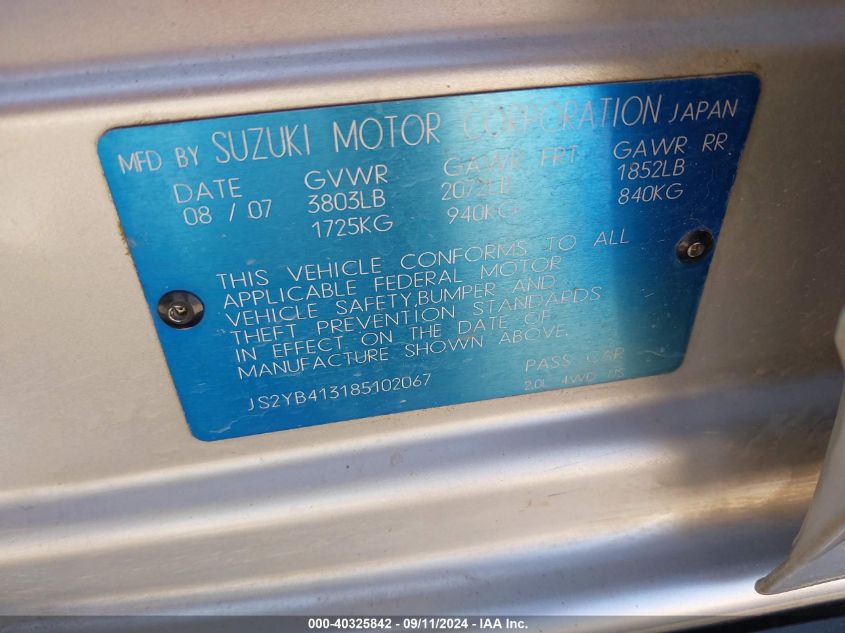 MFD BY SUZUKI MOTOR CORPORATION JAPAN
DATE GVWR GAWR FRT GAWR RR
08 / 07 3803LB 2072LB 1852LB
1725KG 940KG 840KG
THIS VEHICLE CONFORMS TO ALL
APPLICABLE FEDERAL MOTOR
VEHICLE SAFETY,BUMPER AND
THEFT PREVENTION STANDARDS
IN EFFECT ON THE DATE OF
MANUFACTURE SHOWN ABOVE.
JS2YB413185102067 PASS CAR
2.0L 4WD US
000-40325842 - 09/11/2024 - IAA Inc.